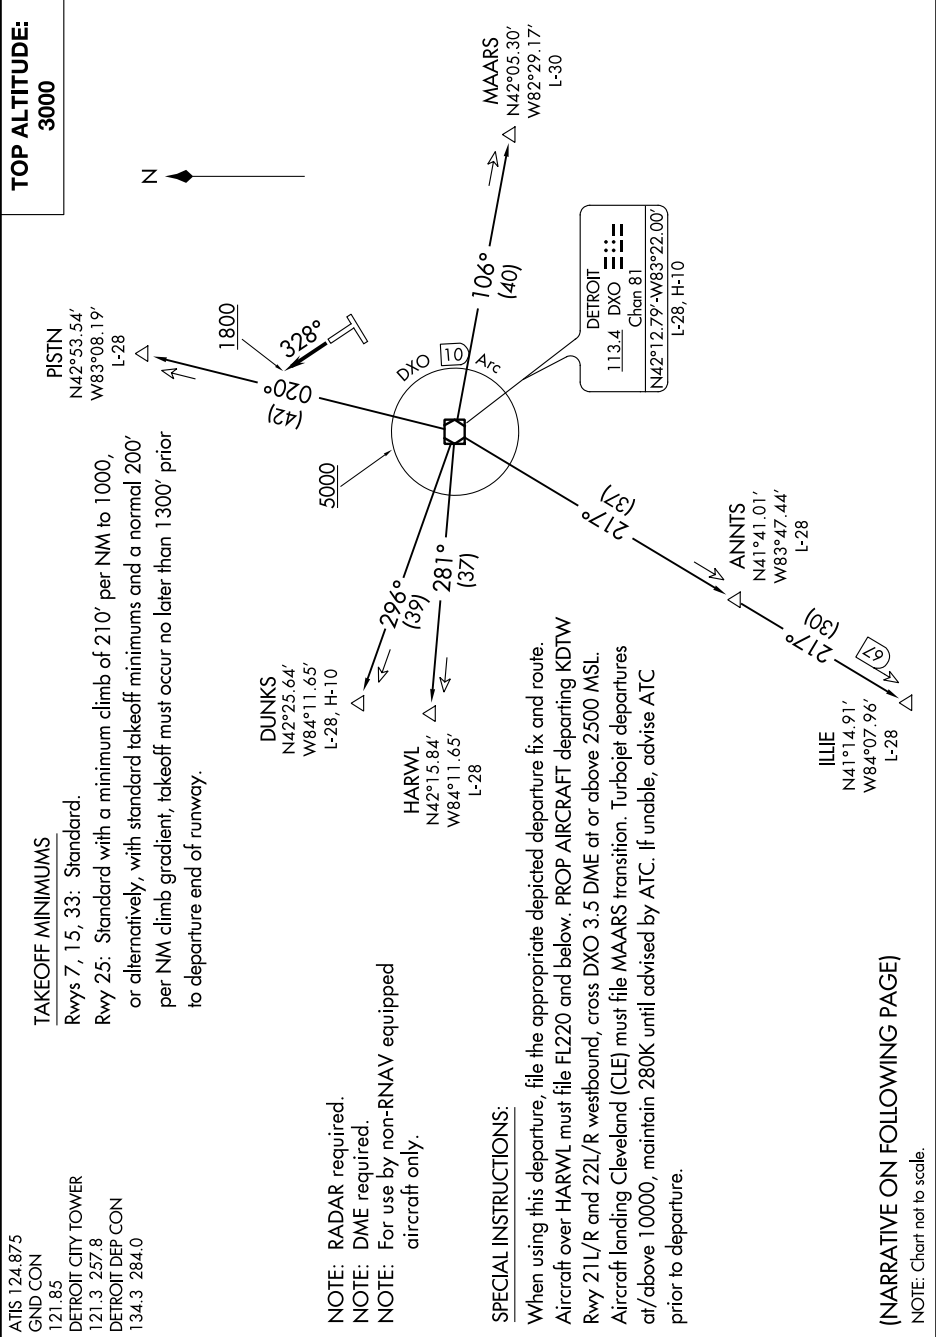 ATIS 124.875
GND CON
121.85
DETROIT CITY TOWER
121.3 257.8
DETROIT DEP CON
134.3 284.0
TOP ALTITUDE:
3000
TAKEOFF MINIMUMS
Rwys 7, 15, 33: Standard.
Rwy 25: Standard with a minimum climb of 210' per NM to 1000,
or alternatively, with standard takeoff minimums and a normal 200'
per NM climb gradient, takeoff must occur no later than 1300' prior
to departure end of runway.
NOTE: RADAR required.
NOTE: DME required.
NOTE: For use by non-RNAV equipped
aircraft only.
PISTN
N42°53.54'
W83°08.19'
L-28
N
MAARS
N42°05.30'
W82°29.17'
L-30
1800
328°
020°
(42)
106°
(40)
DXO 10 Arc
5000
DETROIT
113.4 DXO
Chan 81
N42°12.79'-W83°22.00'
L-28, H-10
DUNKS
N42°25.64'
W84°11.65'
L-28, H-10
296°
(39)
281°
(37)
HARWL
N42°15.84'
W84°11.65'
L-28
217°
(37)
ANNTS
N41°41.01'
W83°47.44'
L-28
217°
(30)
67
ILLIE
N41°14.91'
W84°07.96'
L-28
SPECIAL INSTRUCTIONS:
When using this departure, file the appropriate depicted departure fix and route.
Aircraft over HARWL must file FL220 and below. PROP AIRCRAFT departing KDTW
Rwy 21L/R and 22L/R westbound, cross DXO 3.5 DME at or above 2500 MSL.
Aircraft landing Cleveland (CLE) must file MAARS transition. Turbojet departures
at/above 10000, maintain 280K until advised by ATC. If unable, advise ATC
prior to departure.
(NARRATIVE ON FOLLOWING PAGE)
NOTE: Chart not to scale.